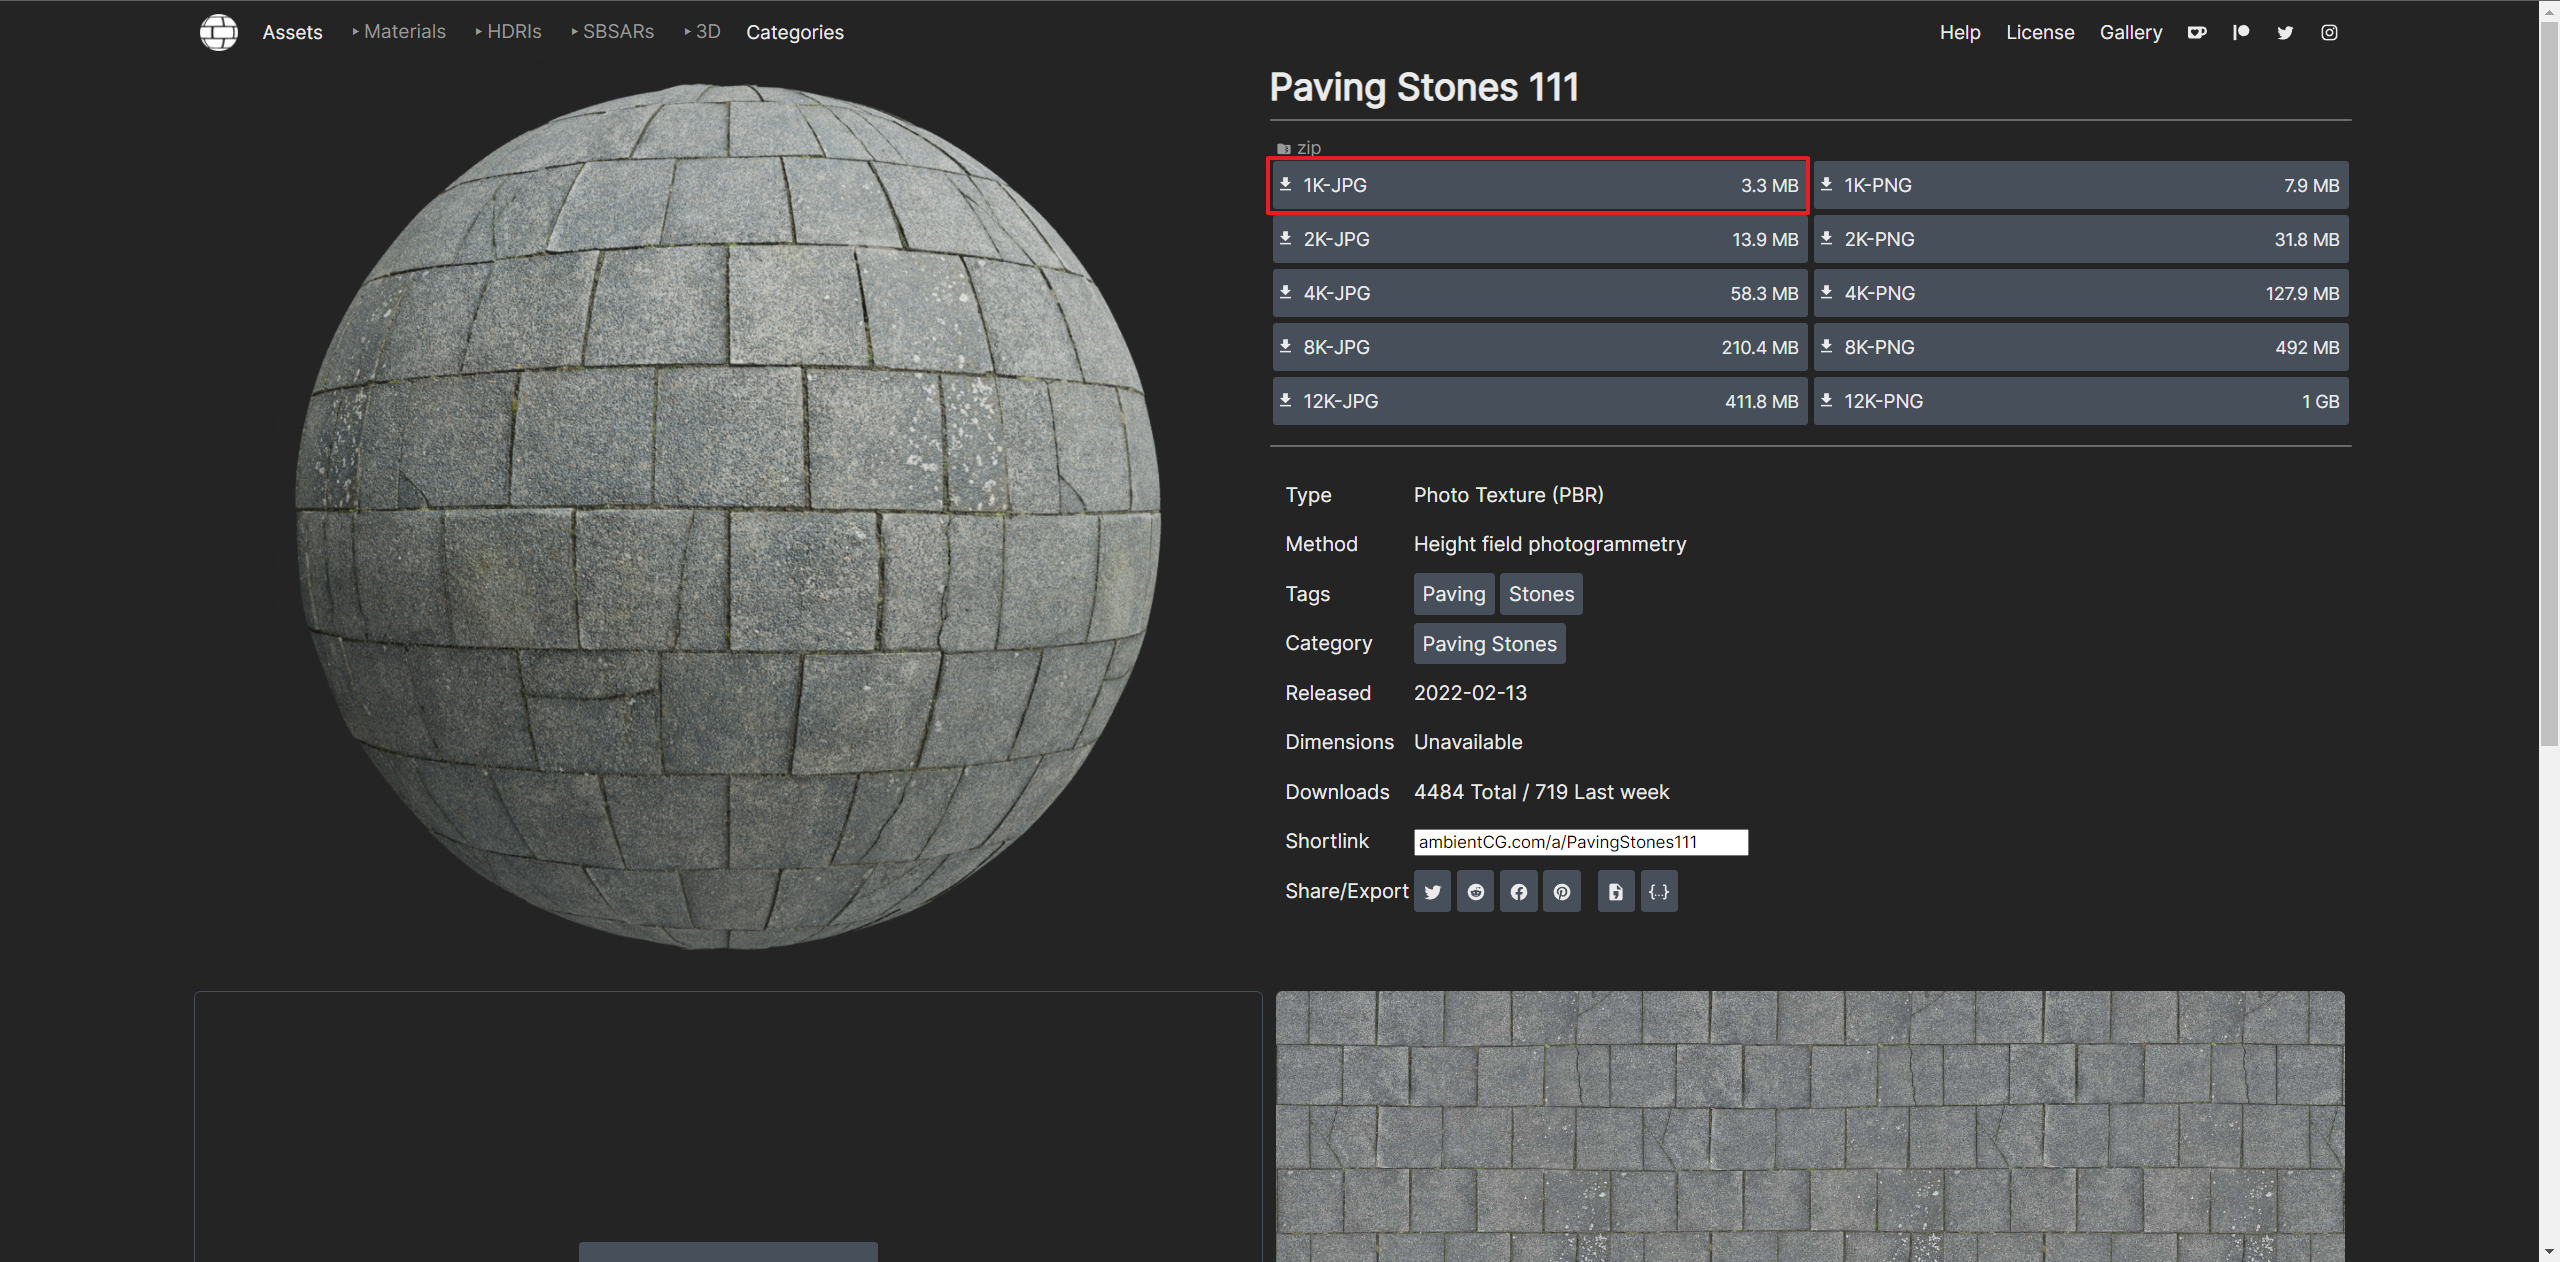 Assets Materials HDRIs SBSARs 3D Categories Help License Gallery
Paving Stones 111
zip
1K-JPG 3.3 MB 1K-PNG 7.9 MB
2K-JPG 13.9 MB 2K-PNG 31.8 MB
4K-JPG 58.3 MB 4K-PNG 127.9 MB
8K-JPG 210.4 MB 8K-PNG 492 MB
12K-JPG 411.8 MB 12K-PNG 1 GB
Type Photo Texture (PBR)
Method Height field photogrammetry
Tags Paving Stones
Category Paving Stones
Released 2022-02-13
Dimensions Unavailable
Downloads 4484 Total / 719 Last week
Shortlink ambientCG.com/a/PavingStones111
Share/Export